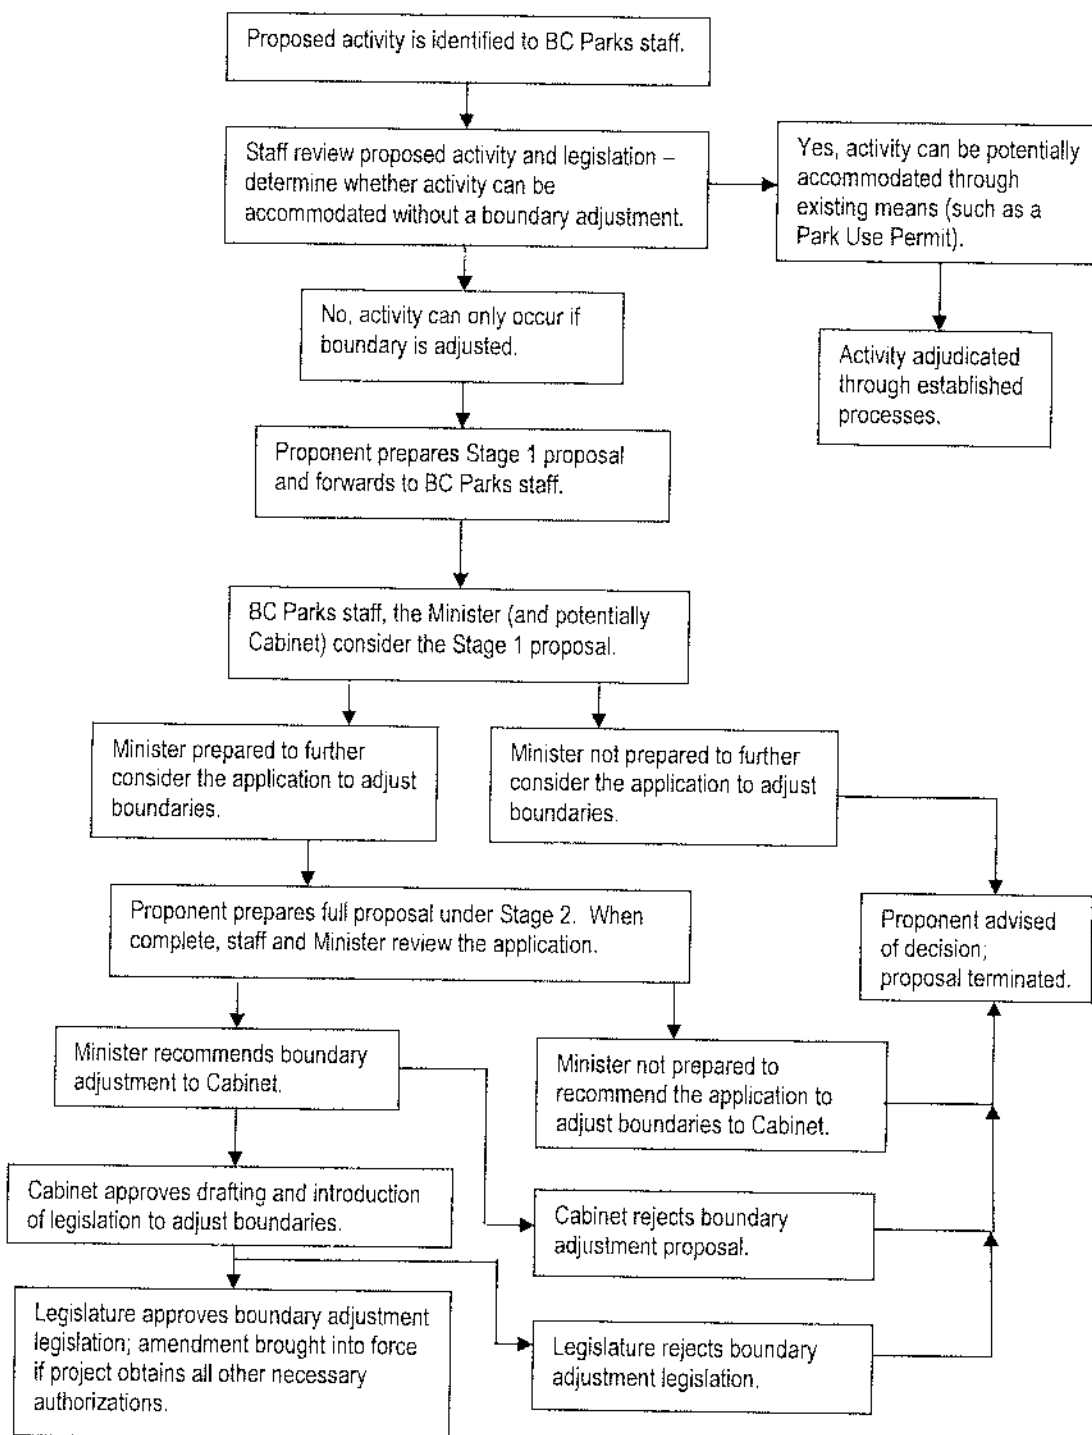 Proposed activity is identified to BC Parks staff.
Staff review proposed activity and legislation –
determine whether activity can be
accommodated without a boundary adjustment.
Yes, activity can be potentially
accommodated through
existing means (such as a
Park Use Permit).
No, activity can only occur if
boundary is adjusted.
Activity adjudicated
through established
processes.
Proponent prepares Stage 1 proposal
and forwards to BC Parks staff.
BC Parks staff, the Minister (and potentially
Cabinet) consider the Stage 1 proposal.
Minister prepared to further
consider the application to adjust
boundaries.
Minister not prepared to further
consider the application to adjust
boundaries.
Proponent prepares full proposal under Stage 2. When
complete, staff and Minister review the application.
Proponent advised
of decision;
proposal terminated.
Minister recommends boundary
adjustment to Cabinet.
Minister not prepared to
recommend the application to
adjust boundaries to Cabinet.
Cabinet approves drafting and introduction
of legislation to adjust boundaries.
Cabinet rejects boundary
adjustment proposal.
Legislature approves boundary adjustment
legislation; amendment brought into force
if project obtains all other necessary
authorizations.
Legislature rejects boundary
adjustment legislation.